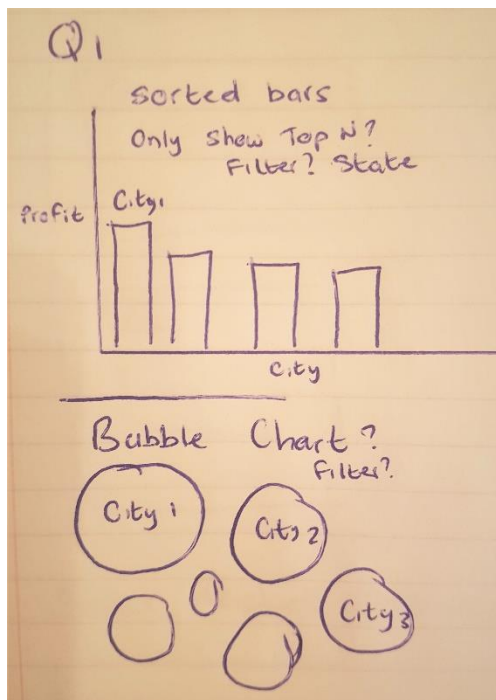 Q1
sorted bars
Only Show Top N?
Filter? State
Profit
City1
City
Bubble Chart?
Filter?
City 1
City 2
City 3